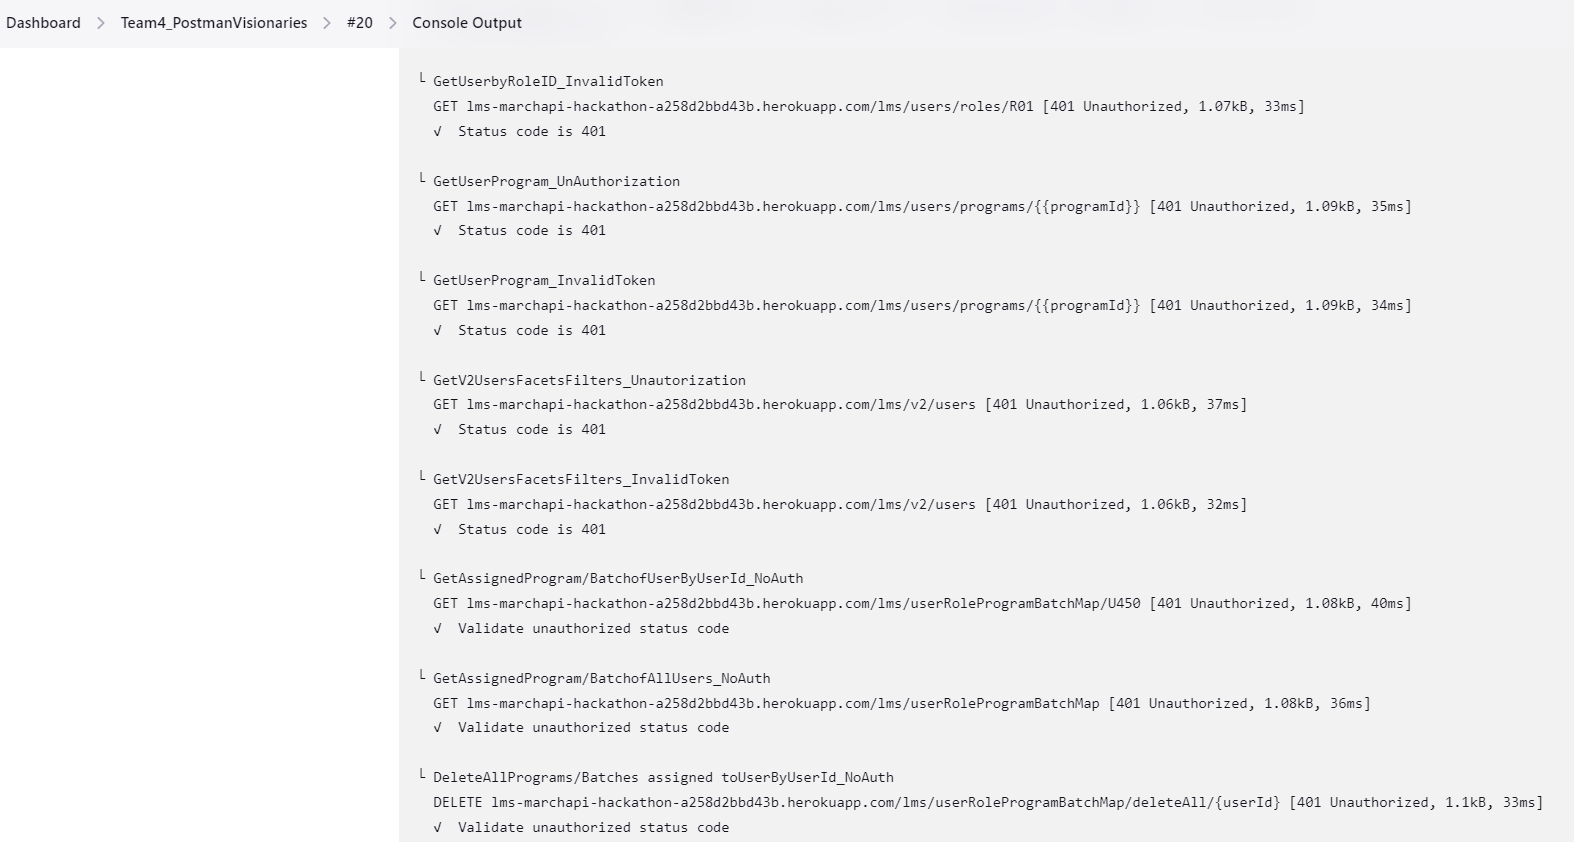 Dashboard > Team4_PostmanVisionaries > #20 > Console Output
└ GetUserbyRoleID_InvalidToken
GET lms-marchapi-hackathon-a258d2bbd43b.herokuapp.com/lms/users/roles/R01 [401 Unauthorized, 1.07kB, 33ms]
√ Status code is 401
└ GetUserProgram_UnAuthorization
GET lms-marchapi-hackathon-a258d2bbd43b.herokuapp.com/lms/users/programs/{{programId}} [401 Unauthorized, 1.09kB, 35ms]
√ Status code is 401
└ GetUserProgram_InvalidToken
GET lms-marchapi-hackathon-a258d2bbd43b.herokuapp.com/lms/users/programs/{{programId}} [401 Unauthorized, 1.09kB, 34ms]
√ Status code is 401
└ GetV2UsersFacetsFilters_Unautorization
GET lms-marchapi-hackathon-a258d2bbd43b.herokuapp.com/lms/v2/users [401 Unauthorized, 1.06kB, 37ms]
√ Status code is 401
└ GetV2UsersFacetsFilters_InvalidToken
GET lms-marchapi-hackathon-a258d2bbd43b.herokuapp.com/lms/v2/users [401 Unauthorized, 1.06kB, 32ms]
√ Status code is 401
└ GetAssignedProgram/BatchofUserByUserId_NoAuth
GET lms-marchapi-hackathon-a258d2bbd43b.herokuapp.com/lms/userRoleProgramBatchMap/U450 [401 Unauthorized, 1.08kB, 40ms]
√ Validate unauthorized status code
└ GetAssignedProgram/BatchofAllUsers_NoAuth
GET lms-marchapi-hackathon-a258d2bbd43b.herokuapp.com/lms/userRoleProgramBatchMap [401 Unauthorized, 1.08kB, 36ms]
√ Validate unauthorized status code
└ DeleteAllPrograms/Batches assigned toUserByUserId_NoAuth
DELETE lms-marchapi-hackathon-a258d2bbd43b.herokuapp.com/lms/userRoleProgramBatchMap/deleteAll/{userId} [401 Unauthorized, 1.1kB, 33ms]
√ Validate unauthorized status code